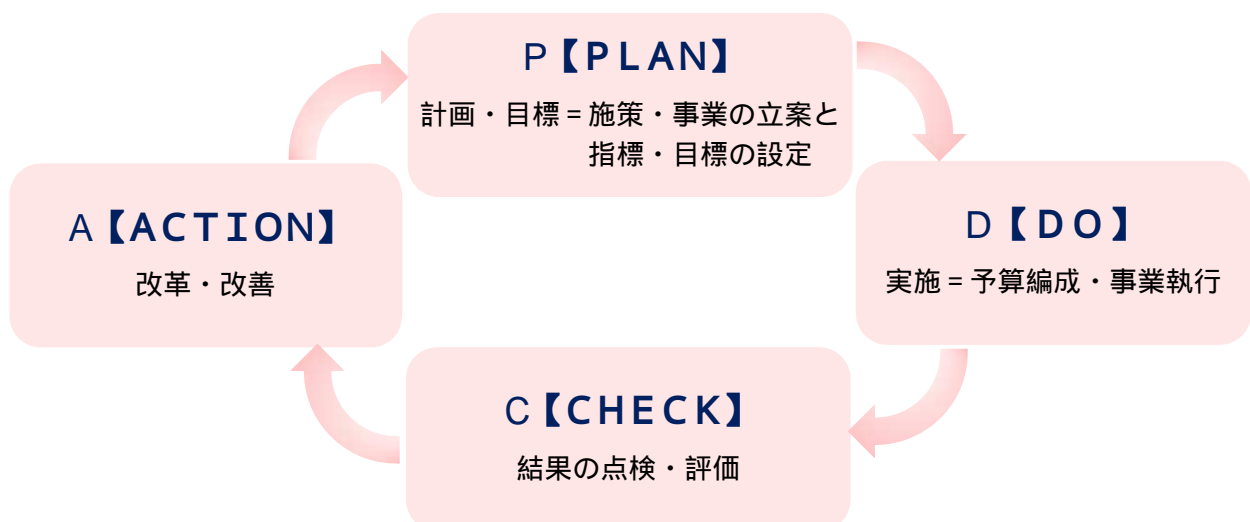 P【PLAN】
計画・目標 = 施策・事業の立案と
指標・目標の設定
D【DO】
実施 = 予算編成・事業執行
C【CHECK】
結果の点検・評価
A【ACTION】
改革・改善